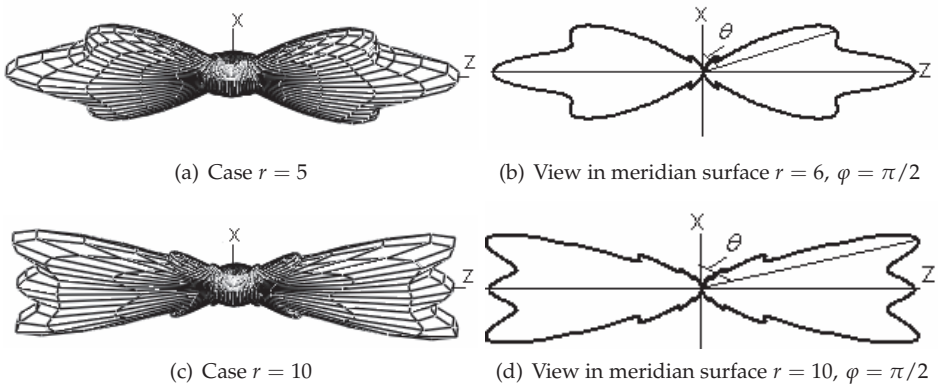 X
Z
X
θ
Z
(a) Case r = 5
(b) View in meridian surface r = 6, φ = π/2
X
Z
X
θ
Z
(c) Case r = 10
(d) View in meridian surface r = 10, φ = π/2